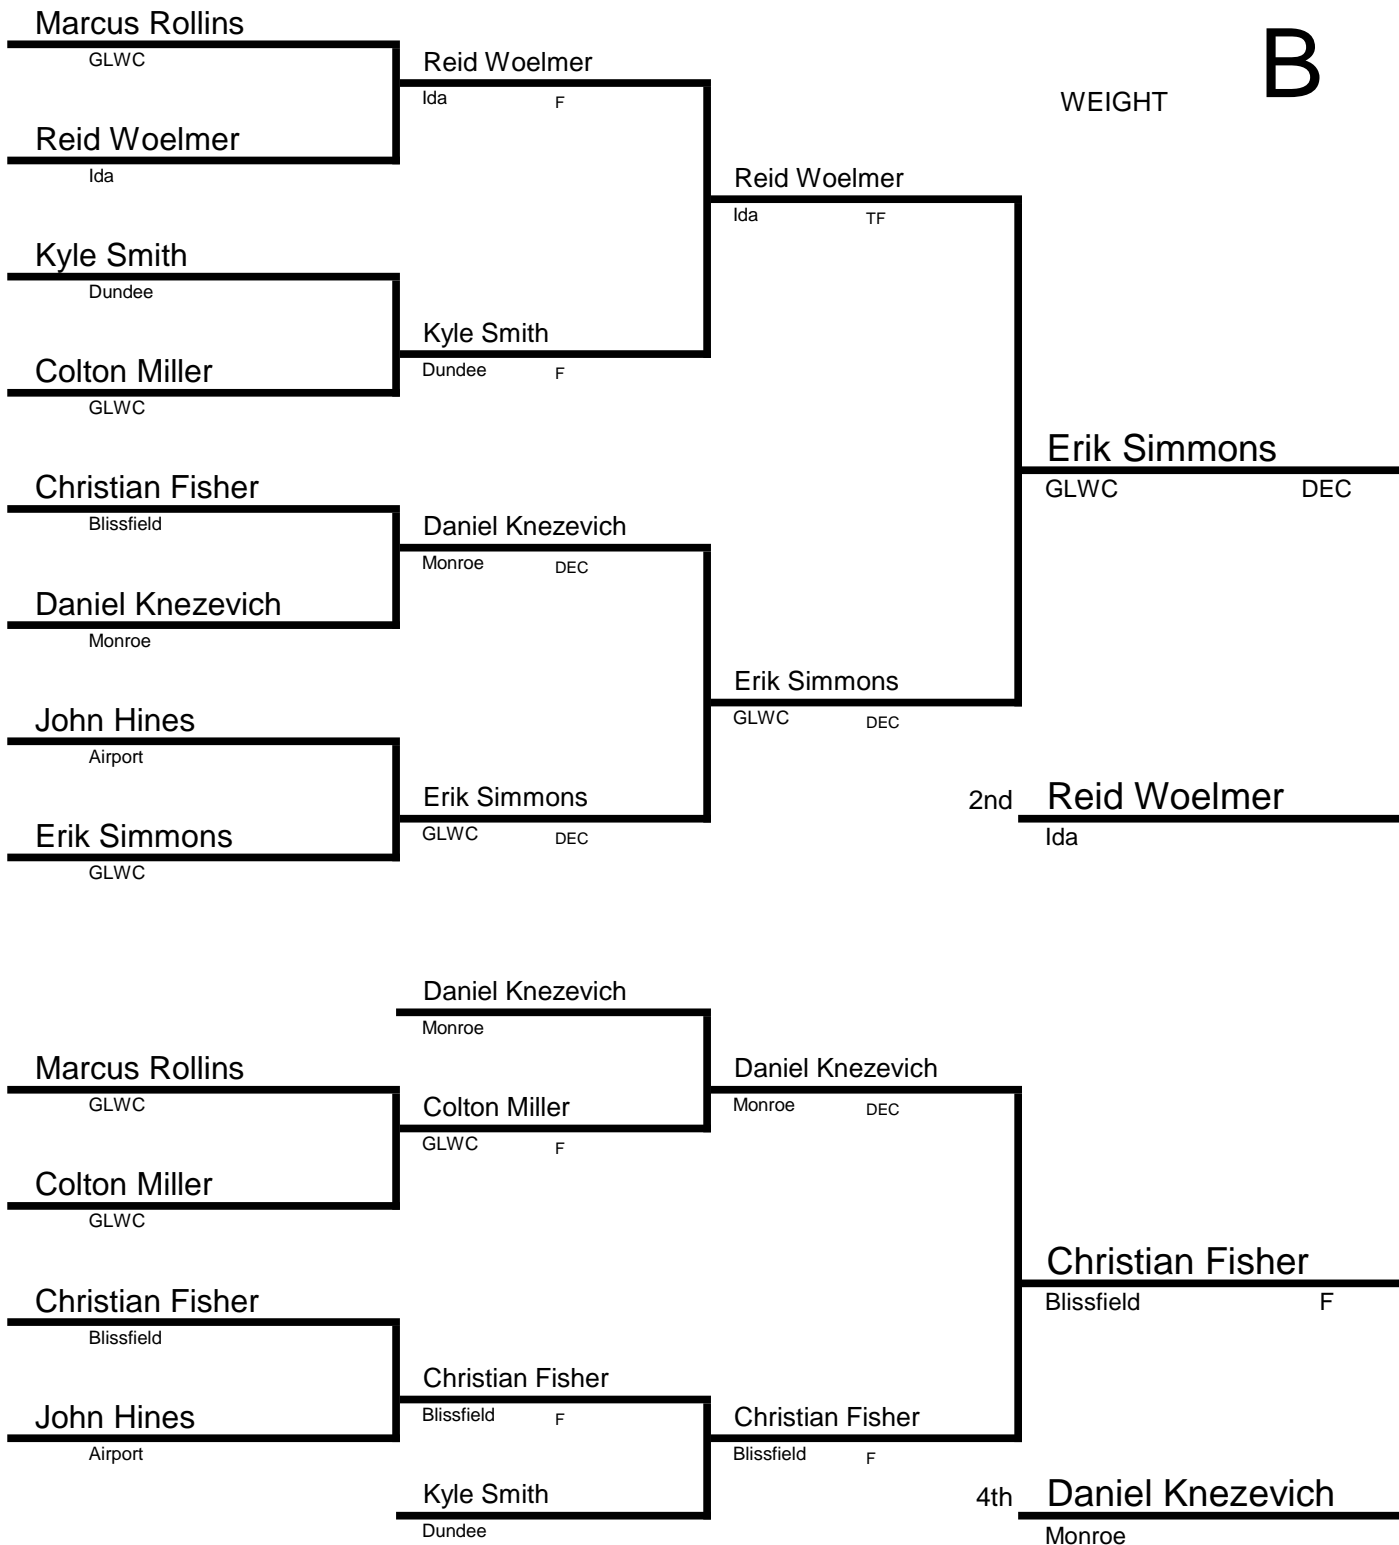 Marcus Rollins
GLWC
Reid Woelmer
Ida F
B
WEIGHT
Reid Woelmer
Ida
Reid Woelmer
Ida TF
Kyle Smith
Dundee
Kyle Smith
Dundee F
Colton Miller
GLWC
Erik Simmons
GLWC DEC
Christian Fisher
Blissfield
Daniel Knezevich
Monroe DEC
Daniel Knezevich
Monroe
Erik Simmons
GLWC DEC
John Hines
Airport
Erik Simmons
GLWC DEC
2nd Reid Woelmer
Ida
Erik Simmons
GLWC
Daniel Knezevich
Monroe
Marcus Rollins
GLWC
Daniel Knezevich
Monroe DEC
Colton Miller
GLWC F
Colton Miller
GLWC
Christian Fisher
Blissfield F
Christian Fisher
Blissfield
Christian Fisher
Blissfield F
John Hines
Airport
Christian Fisher
Blissfield F
Kyle Smith
Dundee
4th Daniel Knezevich
Monroe